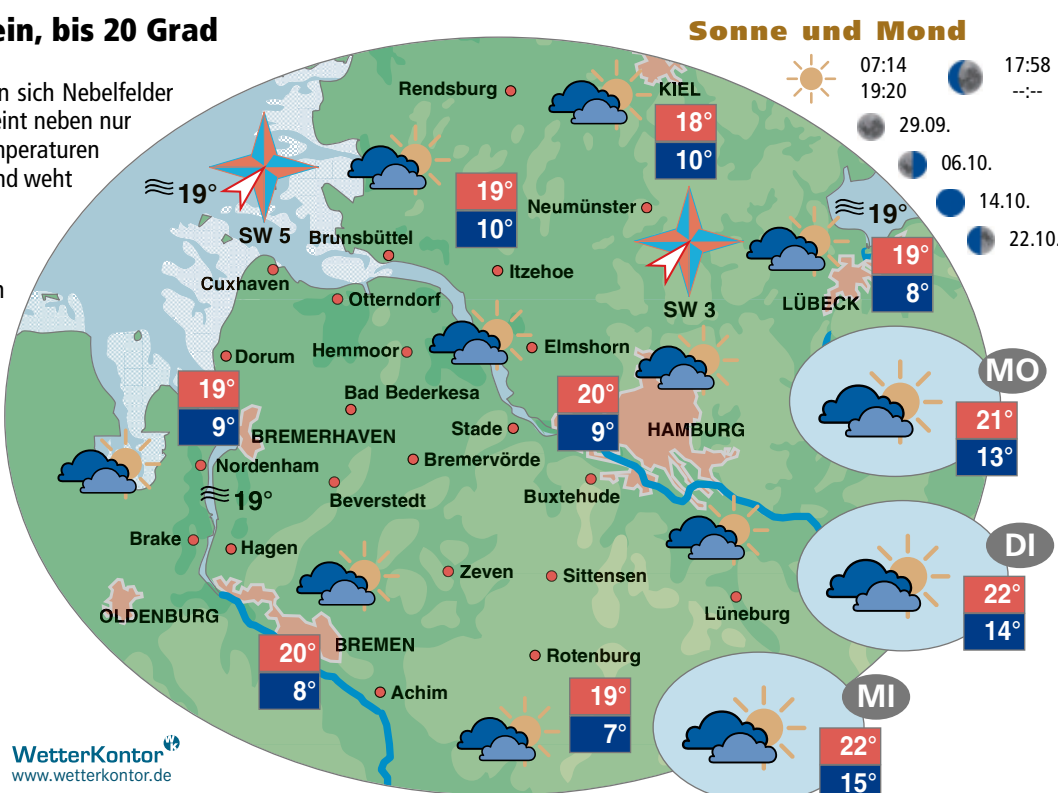 ein, bis 20 Grad
n sich Nebelfelder
eint neben nur
nperaturen
nd weht
n
Sonne und Mond
07:14
19:20
17:58
--:--
29.09.
06.10.
14.10.
22.10.
Rendsburg
KIEL
18°
10°
19°
SW 5
19°
10°
Neumünster
19°
Brunsbüttel
Cuxhaven
Itzehoe
Otterndorf
SW 3
LÜBECK
19°
8°
Dorum
Hemmoor
Elmshorn
MO
21°
13°
19°
9°
Bad Bederkesa
20°
9°
BREMERHAVEN
Stade
HAMBURG
Nordenham
Bremervörde
19°
Beverstedt
Buxtehude
Brake
Hagen
DI
22°
14°
Zeven
Sittensen
OLDENBURG
Lüneburg
BREMEN
20°
8°
Rotenburg
Achim
19°
7°
MI
22°
15°
WetterKontor
www.wetterkontor.de